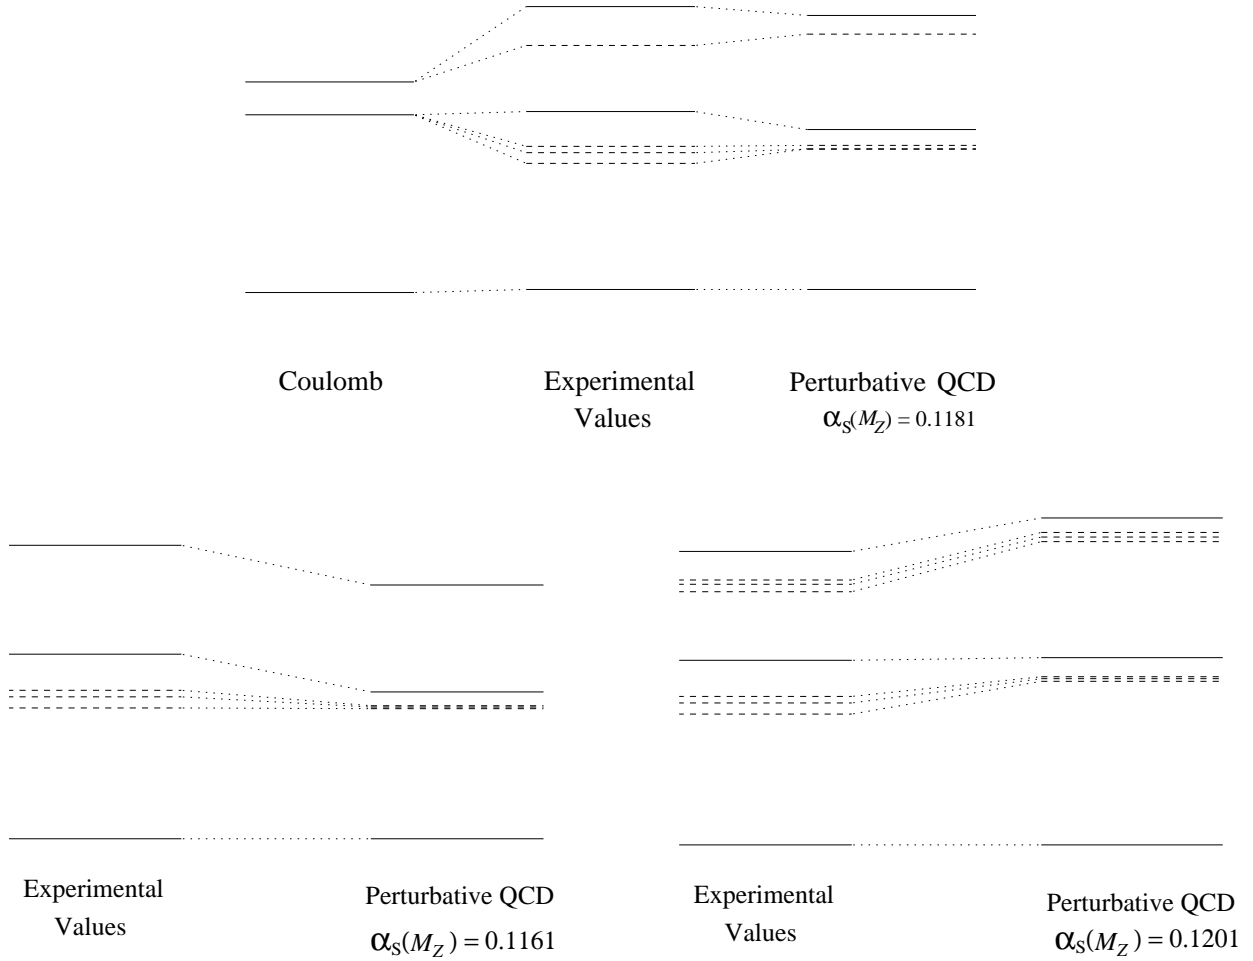 Coulomb
Experimental
Values
Perturbative QCD
αS(MZ) = 0.1181
Experimental
Values
Perturbative QCD
αS(MZ) = 0.1161
Experimental
Values
Perturbative QCD
αS(MZ) = 0.1201